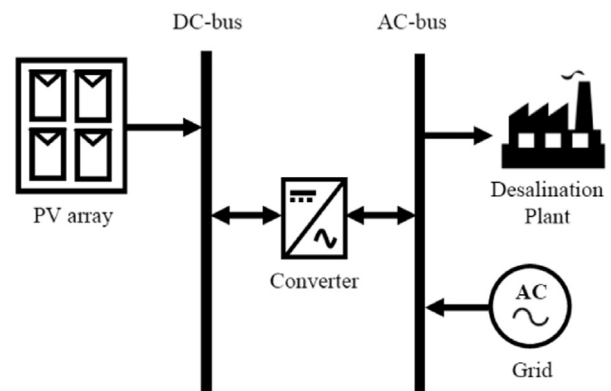 DC-bus
AC-bus
PV array
Converter
Desalination
Plant
AC
Grid